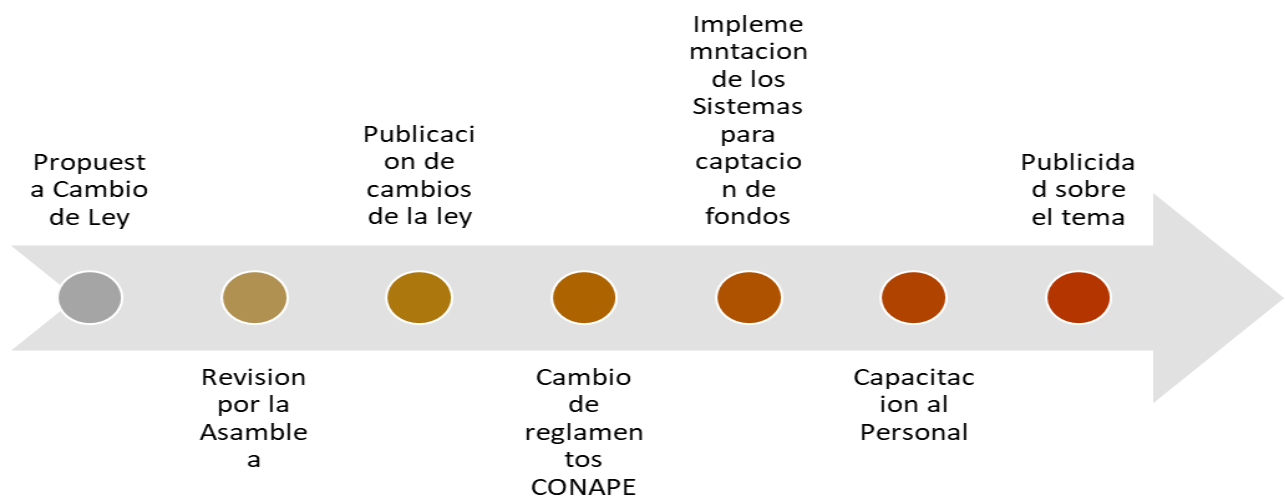 Propuest
a Cambio
de Ley
Revision
por la
Asamble
a
Publicaci
on de
cambios
de la ley
Cambio
de
reglamen
tos
CONAPE
Impleme
mntacion
de los
Sistemas
para
captacio
n de
fondos
Capacitac
ion al
Personal
Publicida
d sobre
el tema